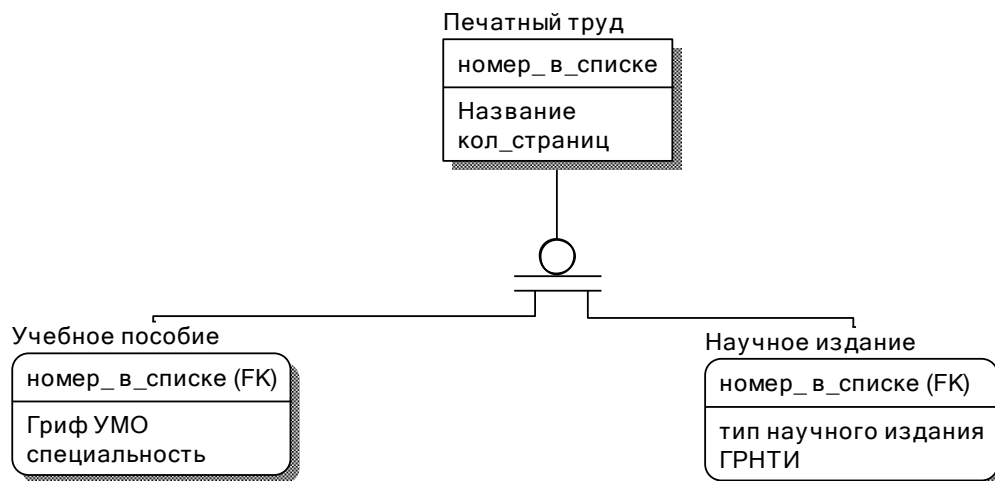 Печатный труд
номер_ в_списке
Название
кол_страниц
Учебное пособие
номер_ в_списке (FK)
Гриф УМО
специальность
Научное издание
номер_ в_списке (FK)
тип научного издания
ГРНТИ